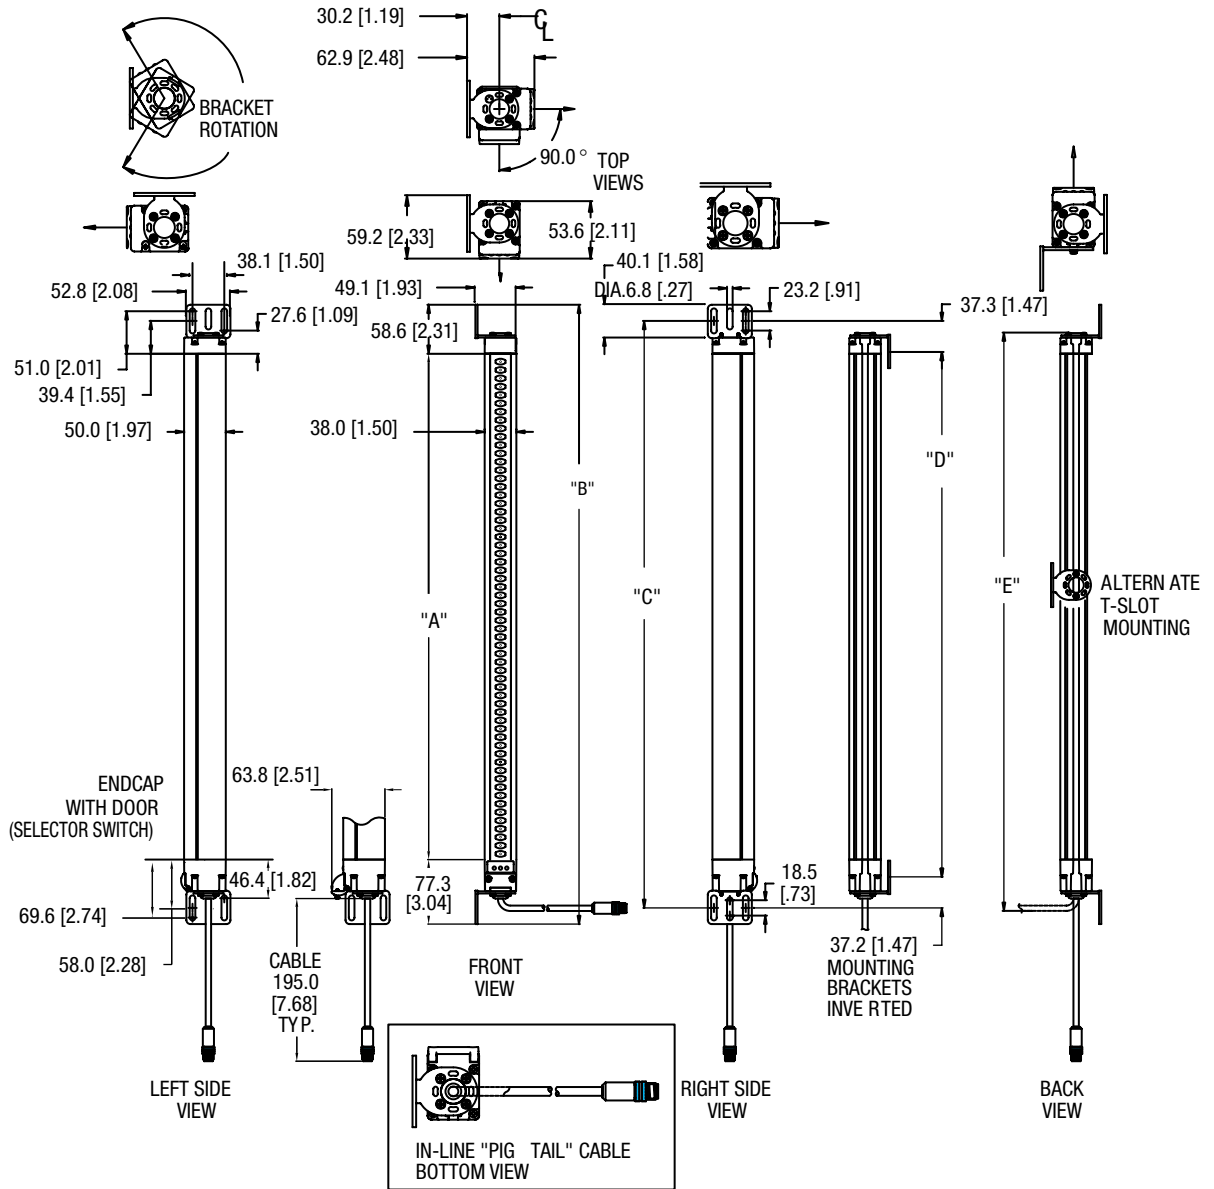 30.2 [1.19]
CL
62.9 [2.48]
BRACKET
ROTATION
90.0° TOP
VIEWS
59.2 [2.33]
53.6 [2.11]
38.1 [1.50]
40.1 [1.58]
52.8 [2.08]
49.1 [1.93]
DIA.6.8 [.27]
23.2 [.91]
37.3 [1.47]
27.6 [1.09]
58.6 [2.31]
51.0 [2.01]
39.4 [1.55]
50.0 [1.97]
38.0 [1.50]
"D"
"B"
"E"
ALTERN ATE
T-SLOT
MOUNTING
"C"
"A"
63.8 [2.51]
ENDCAP
WITH DOOR
(SELECTOR SWITCH)
46.4 [1.82]
77.3
[3.04]
18.5
[.73]
69.6 [2.74]
58.0 [2.28]
CABLE
195.0
[7.68]
TY P.
FRONT
VIEW
37.2 [1.47]
MOUNTING
BRACKETS
INVE RTED
LEFT SIDE
VIEW
RIGHT SIDE
VIEW
BACK
VIEW
IN-LINE "PIG TAIL" CABLE
BOTTOM VIEW